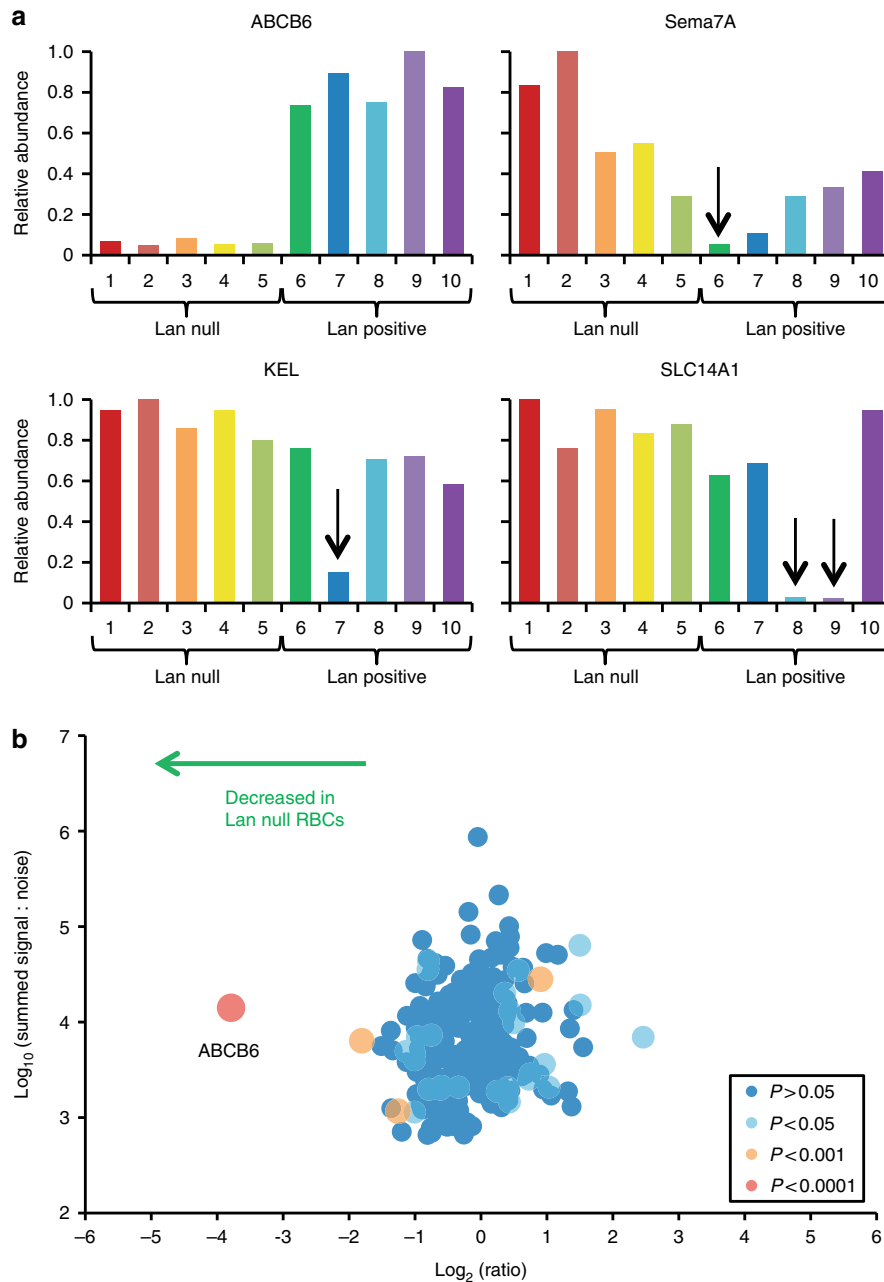 a
ABCB6
Sema7A
Relative abundance
1.0
0.8
0.6
0.4
0.2
0
1 2 3 4 5 6 7 8 9 10
Lan null
Lan positive
1 2 3 4 5 6 7 8 9 10
Lan null
Lan positive
KEL
SLC14A1
Relative abundance
1.0
0.8
0.6
0.4
0.2
0
1 2 3 4 5 6 7 8 9 10
Lan null
Lan positive
1 2 3 4 5 6 7 8 9 10
Lan null
Lan positive
b
Log10 (summed signal : noise)
7
6
5
4
3
2
Decreased in
Lan null RBCs
ABCB6
P>0.05
P<0.05
P<0.001
P<0.0001
–6 –5 –4 –3 –2 –1 0 1 2 3 4 5 6
Log2 (ratio)